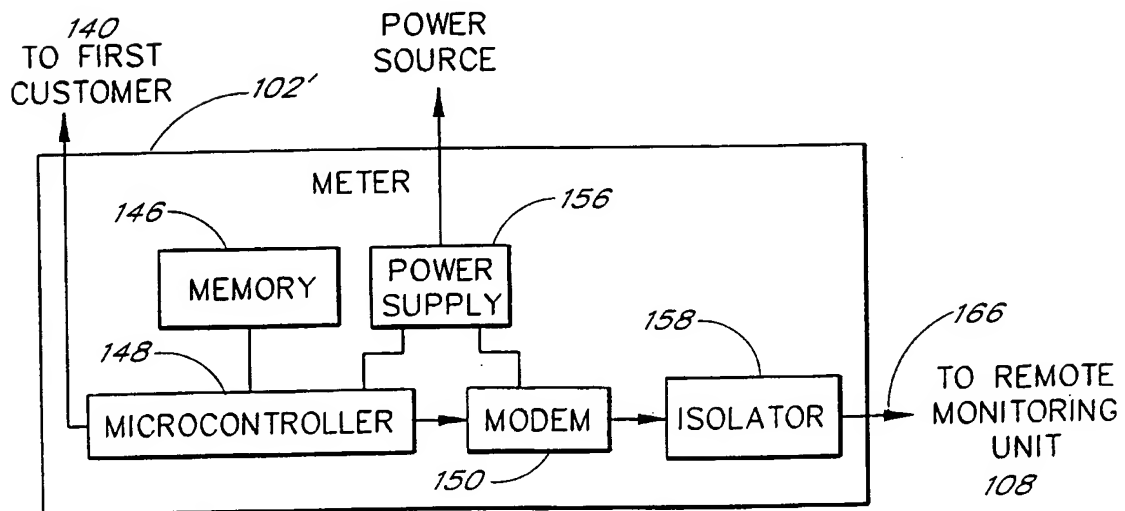 140
TO FIRST
CUSTOMER
102'
POWER
SOURCE
METER
146
156
MEMORY
POWER
SUPPLY
148
158
166
MICROCONTROLLER
MODEM
ISOLATOR
150
TO REMOTE
MONITORING
UNIT
108